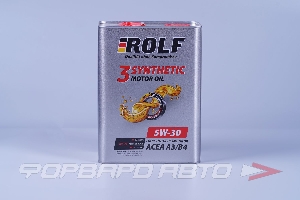 ROLF
3 SYNTHETIC
MOTOR OIL
5W-30
ACEA A3/B4
ФОРВАРД АВТО